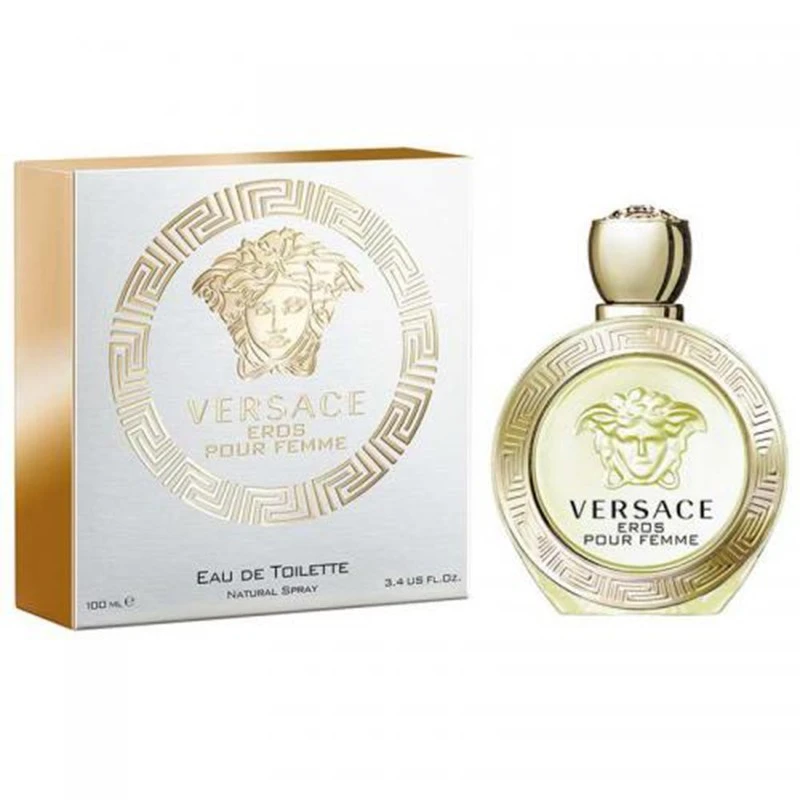 VERSACE
EROS
POUR FEMME
EAU DE TOILETTE
NATURAL SPRAY
100 ML ℮
3.4 US FL.OZ.
VERSACE
EROS
POUR FEMME